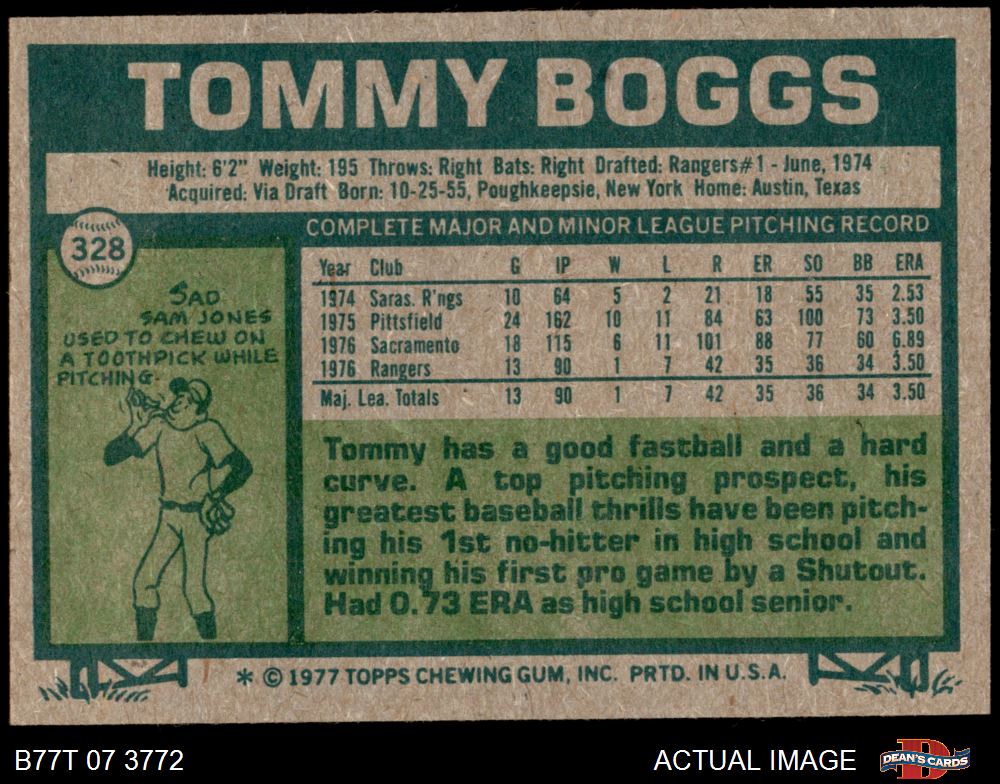 TOMMY BOGGS
Height: 6'2" Weight: 195 Throws: Right Bats: Right Drafted: Rangers#1 - June, 1974
Acquired: Via Draft Born: 10-25-55, Poughkeepsie, New York Home: Austin, Texas
328
COMPLETE MAJOR AND MINOR LEAGUE PITCHING RECORD
Year Club G IP W L R ER SO BB ERA
1974 Saras. R'ngs 10 64 5 2 21 18 55 35 2.53
1975 Pittsfield 24 162 10 11 84 63 100 73 3.50
1976 Sacramento 18 115 6 11 101 88 77 60 6.89
1976 Rangers 13 90 1 7 42 35 36 34 3.50
Maj. Lea. Totals 13 90 1 7 42 35 36 34 3.50
SAD
SAM JONES
USED TO CHEW ON
A TOOTHPICK WHILE
PITCHING.
Tommy has a good fastball and a hard
curve. A top pitching prospect, his
greatest baseball thrills have been pitch-
ing his 1st no-hitter in high school and
winning his first pro game by a Shutout.
Had 0.73 ERA as high school senior.
* © 1977 TOPPS CHEWING GUM, INC. PRTD. IN U.S.A.
B77T 07 3772
ACTUAL IMAGE
D
DEAN'S CARDS